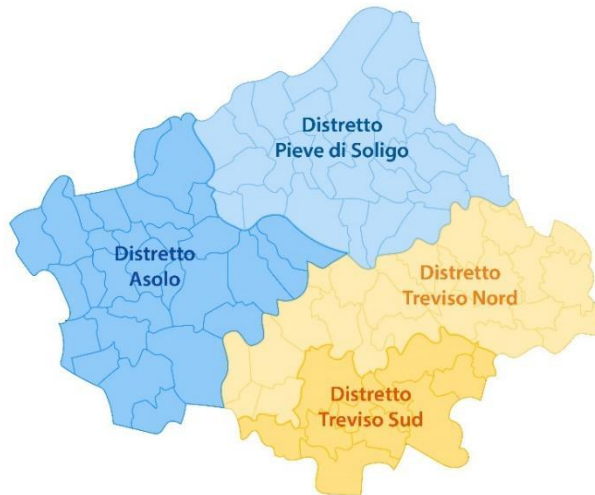 Distretto
Pieve di Soligo
Distretto
Asolo
Distretto
Treviso Nord
Distretto
Treviso Sud